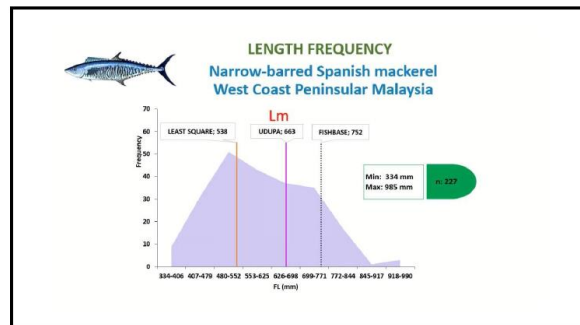 LENGTH FREQUENCY
Narrow-barred Spanish mackerel
West Coast Peninsular Malaysia
Lm
LEAST SQUARE; 538
UDUPA; 663
FISHBASE; 752
Frequency
70
60
50
40
30
20
10
0
334-406 407-479 480-552 553-625 626-698 699-771 772-844 845-917 918-990
FL (mm)
Min: 334 mm
Max: 985 mm
n: 227